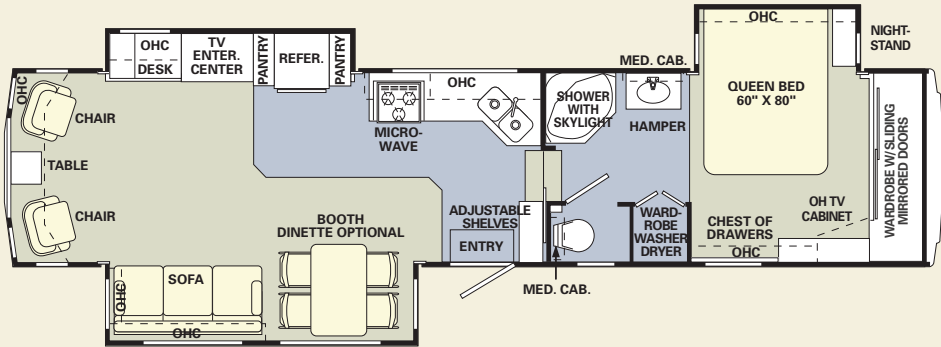 OHC
NIGHT-
STAND
OHC
DESK
TV
ENTER.
CENTER
PANTRY
REFER.
PANTRY
MED. CAB.
QUEEN BED
60" X 80"
OHC
CHAIR
OHC
SHOWER
WITH
SKYLIGHT
HAMPER
MICRO-
WAVE
WARDROBE W/ SLIDING
MIRRORED DOORS
TABLE
CHAIR
BOOTH
DINETTE OPTIONAL
ADJUSTABLE
SHELVES
ENTRY
WARD-
ROBE
WASHER
DRYER
CHEST OF
DRAWERS
OHC
OH TV
CABINET
OHC
SOFA
OHC
MED. CAB.